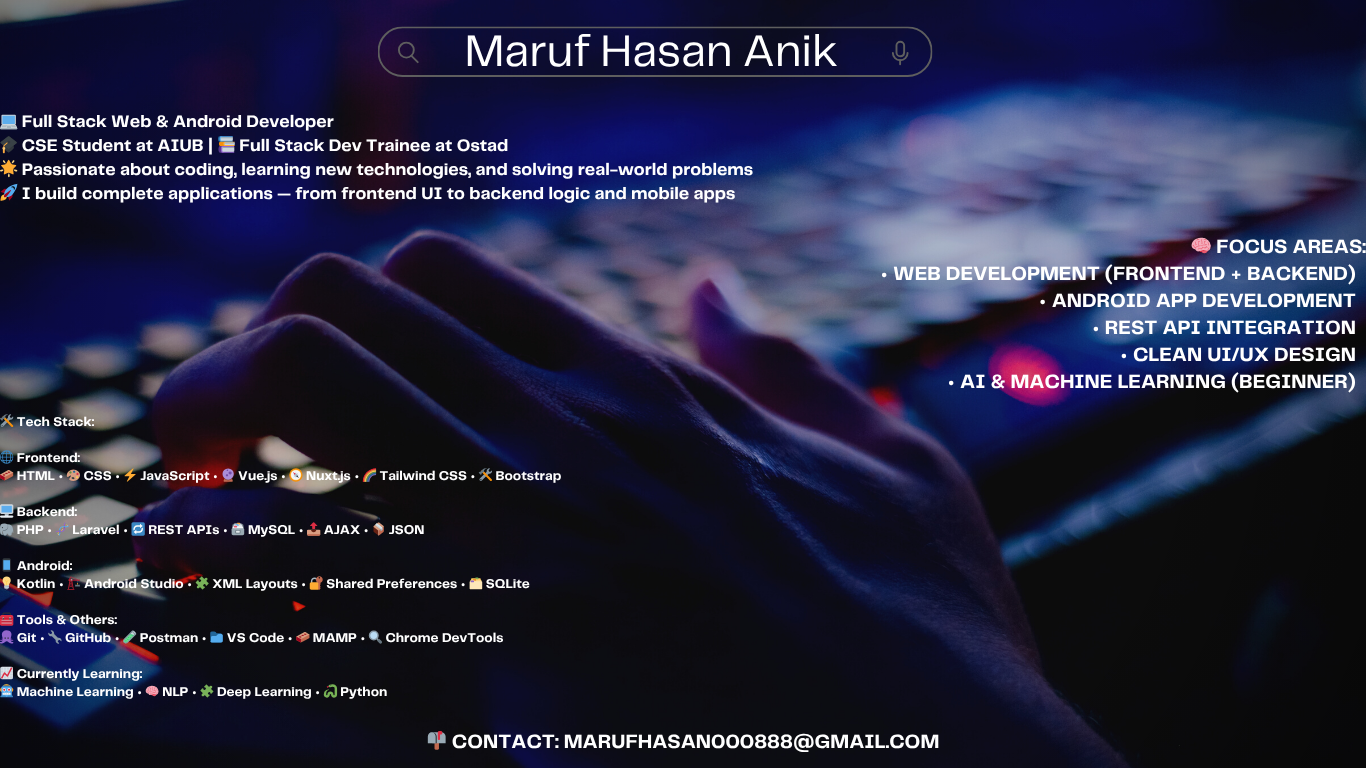 Maruf Hasan Anik
💻 Full Stack Web & Android Developer
🎓 CSE Student at AIUB | 📚 Full Stack Dev Trainee at Ostad
🌟 Passionate about coding, learning new technologies, and solving real-world problems
🚀 I build complete applications — from frontend UI to backend logic and mobile apps
🧠 FOCUS AREAS:
• WEB DEVELOPMENT (FRONTEND + BACKEND)
• ANDROID APP DEVELOPMENT
• REST API INTEGRATION
• CLEAN UI/UX DESIGN
• AI & MACHINE LEARNING (BEGINNER)
🛠 Tech Stack:
🌐 Frontend:
🧱 HTML • 🎨 CSS • ⚡ JavaScript • 🔮 Vue.js • 🧭 Nuxt.js • 🌈 Tailwind CSS • 🛠 Bootstrap
🖥 Backend:
🐘 PHP • 🚀 Laravel • 🔁 REST APIs • 🗃 MySQL • 📤 AJAX • 📦 JSON
📱 Android:
💡 Kotlin • 🏗 Android Studio • 🧩 XML Layouts • 🔐 Shared Preferences • 🗂 SQLite
🧰 Tools & Others:
🐙 Git • 🔧 GitHub • 🧪 Postman • 📁 VS Code • 🧱 MAMP • 🔍 Chrome DevTools
📈 Currently Learning:
🤖 Machine Learning • 🧠 NLP • 🧩 Deep Learning • 🐍 Python
📬 CONTACT: MARUFHASAN000888@GMAIL.COM